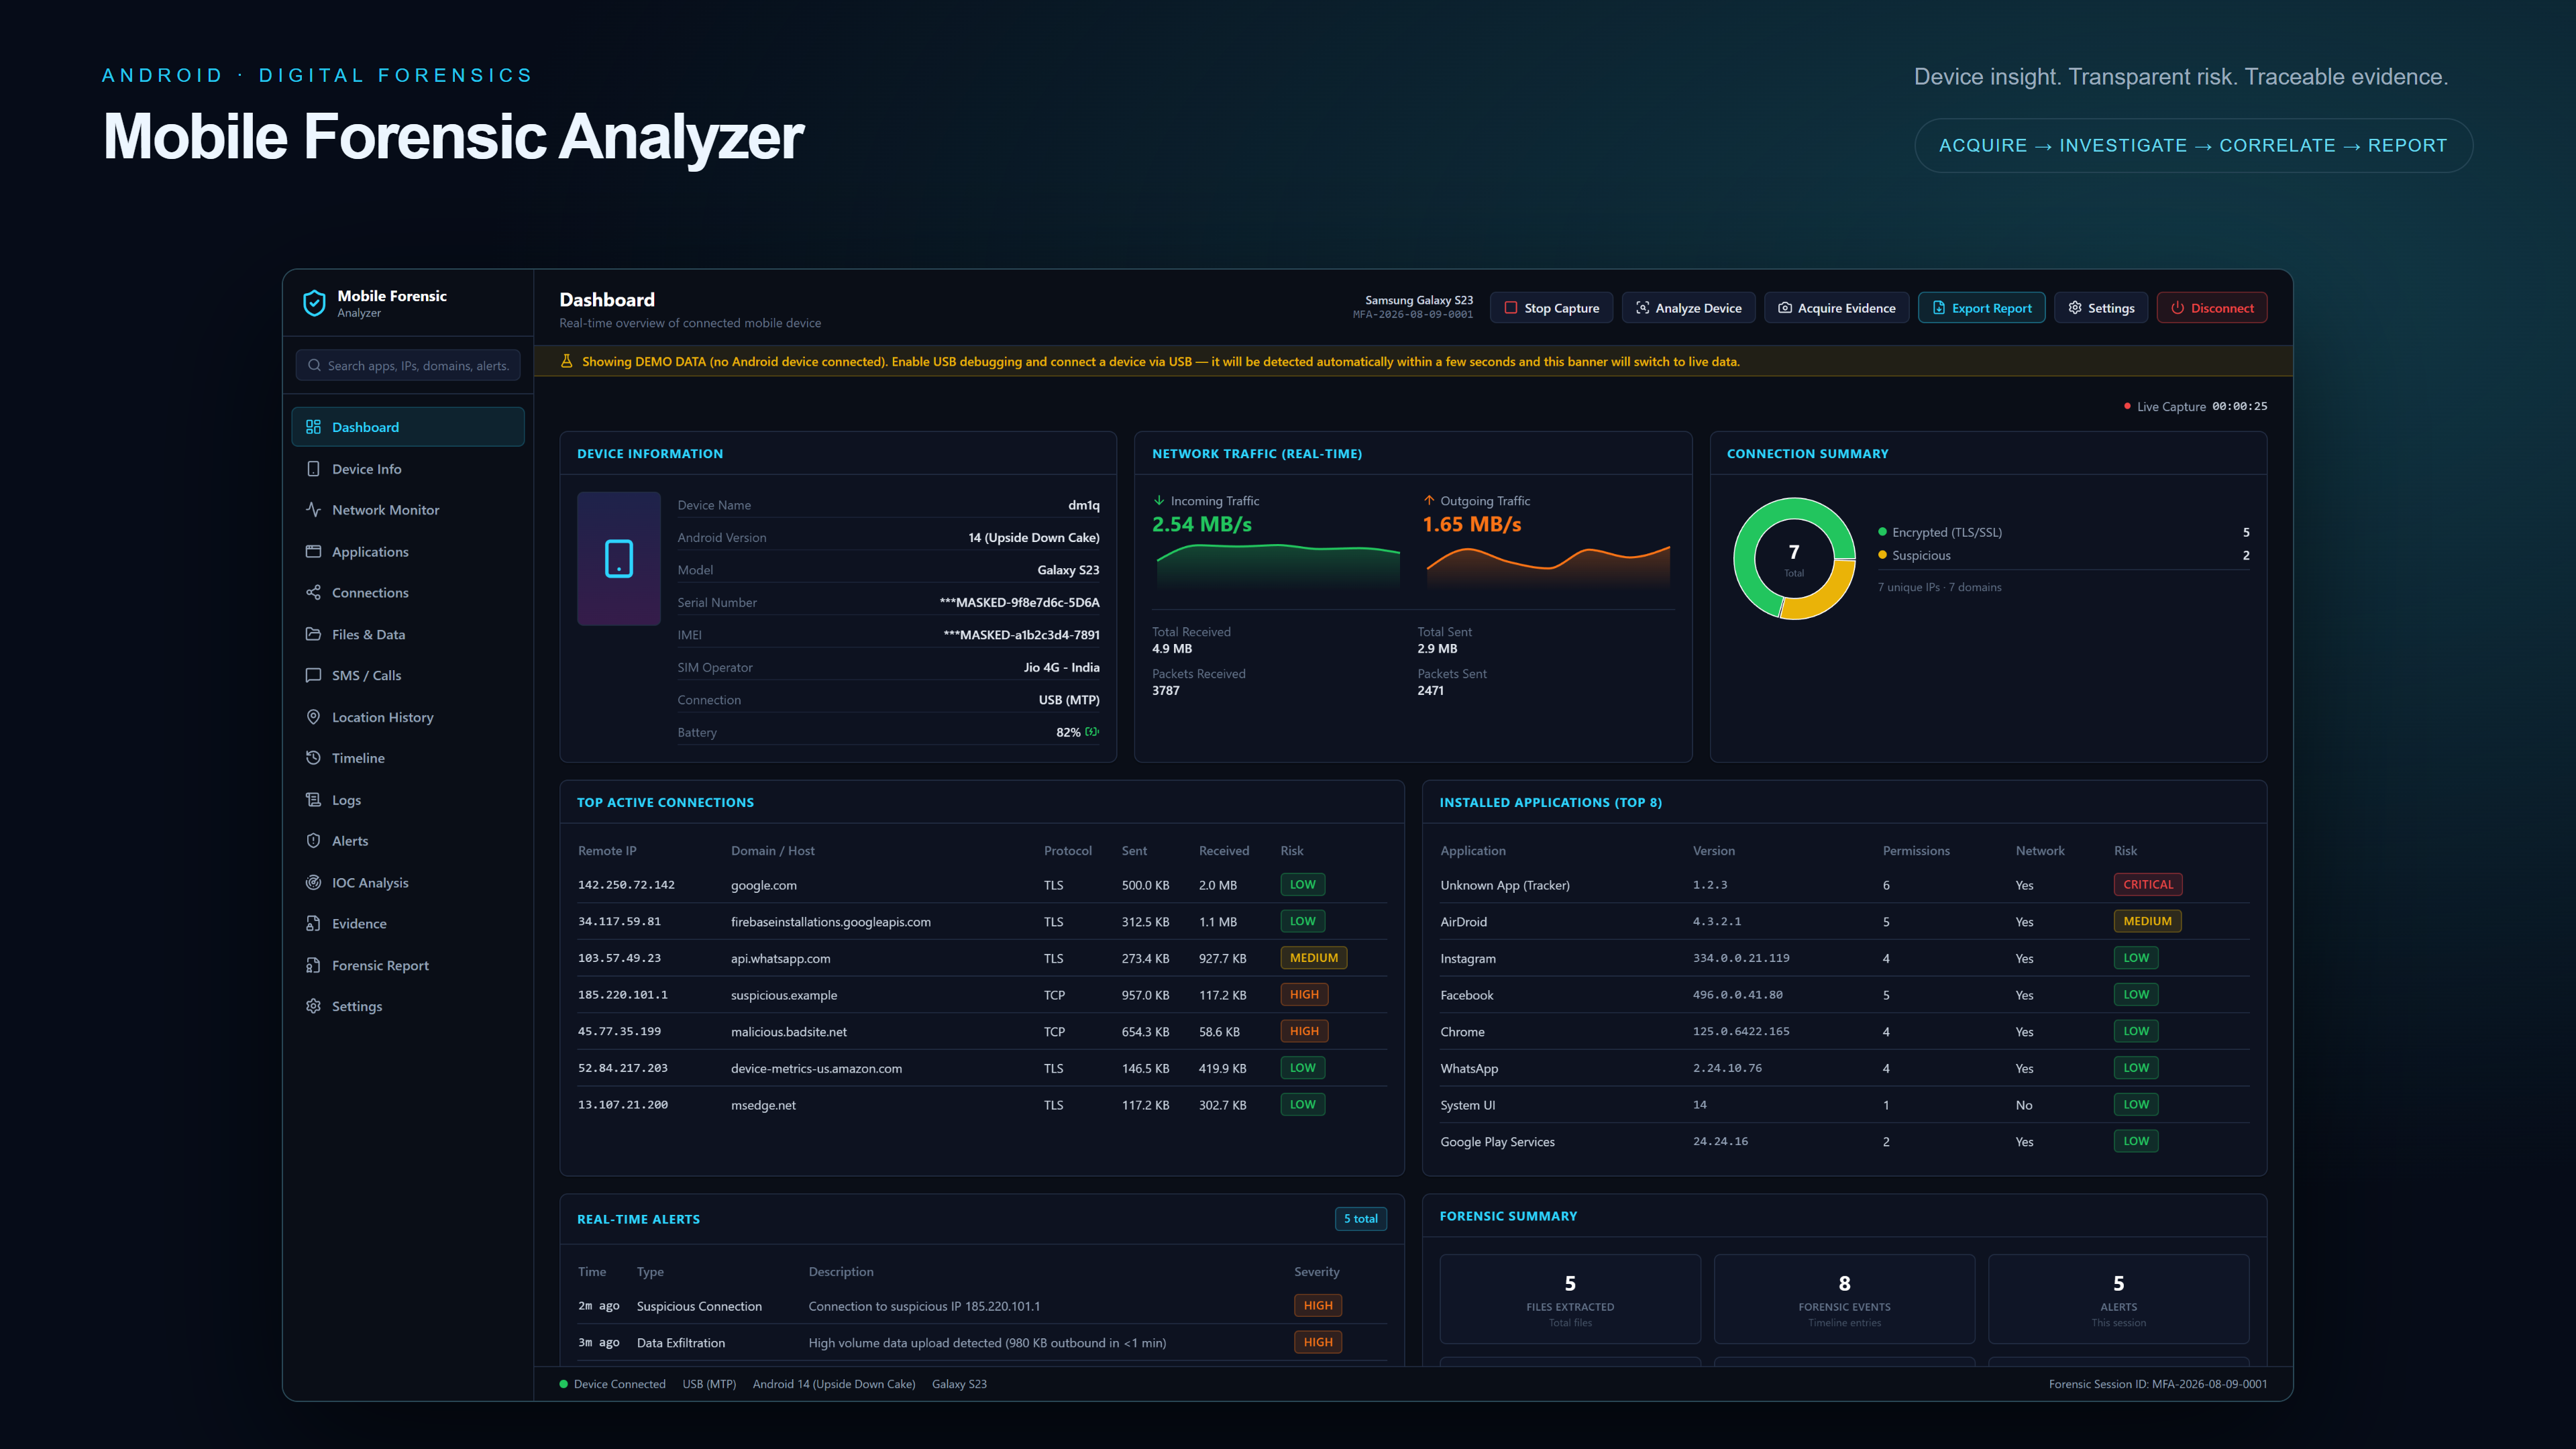 ANDROID · DIGITAL FORENSICS
Mobile Forensic Analyzer
Device insight. Transparent risk. Traceable evidence.
ACQUIRE → INVESTIGATE → CORRELATE → REPORT
Mobile Forensic
Analyzer
Search apps, IPs, domains, alerts.
Dashboard
Device Info
Network Monitor
Applications
Connections
Files & Data
SMS / Calls
Location History
Timeline
Logs
Alerts
IOC Analysis
Evidence
Forensic Report
Settings
Dashboard
Real-time overview of connected mobile device
Samsung Galaxy S23
MFA-2026-08-09-0001
Stop Capture
Analyze Device
Acquire Evidence
Export Report
Settings
Disconnect
Showing DEMO DATA (no Android device connected). Enable USB debugging and connect a device via USB — it will be detected automatically within a few seconds and this banner will switch to live data.
Live Capture 00:00:25
DEVICE INFORMATION
Device Name dm1q
Android Version 14 (Upside Down Cake)
Model Galaxy S23
Serial Number ***MASKED-9f8e7d6c-5D6A
IMEI ***MASKED-a1b2c3d4-7891
SIM Operator Jio 4G - India
Connection USB (MTP)
Battery 82%
NETWORK TRAFFIC (REAL-TIME)
Incoming Traffic
2.54 MB/s
Outgoing Traffic
1.65 MB/s
Total Received
4.9 MB
Total Sent
2.9 MB
Packets Received
3787
Packets Sent
2471
CONNECTION SUMMARY
7
Total
Encrypted (TLS/SSL) 5
Suspicious 2
7 unique IPs · 7 domains
TOP ACTIVE CONNECTIONS
Remote IP Domain / Host Protocol Sent Received Risk
142.250.72.142 google.com TLS 500.0 KB 2.0 MB LOW
34.117.59.81 firebaseinstallations.googleapis.com TLS 312.5 KB 1.1 MB LOW
103.57.49.23 api.whatsapp.com TLS 273.4 KB 927.7 KB MEDIUM
185.220.101.1 suspicious.example TCP 957.0 KB 117.2 KB HIGH
45.77.35.199 malicious.badsite.net TCP 654.3 KB 58.6 KB HIGH
52.84.217.203 device-metrics-us.amazon.com TLS 146.5 KB 419.9 KB LOW
13.107.21.200 msedge.net TLS 117.2 KB 302.7 KB LOW
INSTALLED APPLICATIONS (TOP 8)
Application Version Permissions Network Risk
Unknown App (Tracker) 1.2.3 6 Yes CRITICAL
AirDroid 4.3.2.1 5 Yes MEDIUM
Instagram 334.0.0.21.119 4 Yes LOW
Facebook 496.0.0.41.80 5 Yes LOW
Chrome 125.0.6422.165 4 Yes LOW
WhatsApp 2.24.10.76 4 Yes LOW
System UI 14 1 No LOW
Google Play Services 24.24.16 2 Yes LOW
REAL-TIME ALERTS
5 total
Time Type Description Severity
2m ago Suspicious Connection Connection to suspicious IP 185.220.101.1 HIGH
3m ago Data Exfiltration High volume data upload detected (980 KB outbound in <1 min) HIGH
FORENSIC SUMMARY
5
FILES EXTRACTED
Total files
8
FORENSIC EVENTS
Timeline entries
5
ALERTS
This session
Device Connected USB (MTP) Android 14 (Upside Down Cake) Galaxy S23
Forensic Session ID: MFA-2026-08-09-0001